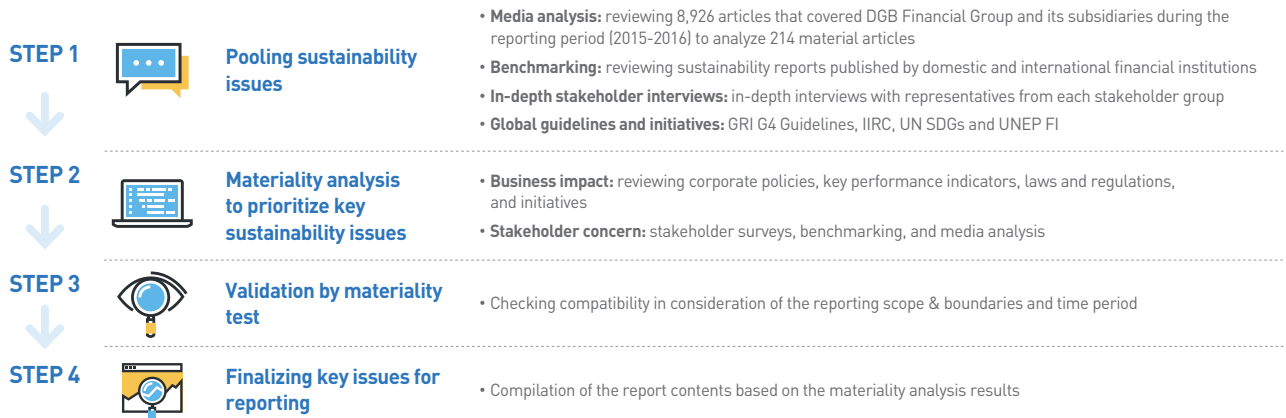 STEP 1
Pooling sustainability
issues
• Media analysis: reviewing 8,926 articles that covered DGB Financial Group and its subsidiaries during the
reporting period (2015-2016) to analyze 214 material articles
• Benchmarking: reviewing sustainability reports published by domestic and international financial institutions
• In-depth stakeholder interviews: in-depth interviews with representatives from each stakeholder group
• Global guidelines and initiatives: GRI G4 Guidelines, IIRC, UN SDGs and UNEP FI
STEP 2
Materiality analysis
to prioritize key
sustainability issues
• Business impact: reviewing corporate policies, key performance indicators, laws and regulations,
and initiatives
• Stakeholder concern: stakeholder surveys, benchmarking, and media analysis
STEP 3
Validation by materiality
test
• Checking compatibility in consideration of the reporting scope & boundaries and time period
STEP 4
Finalizing key issues for
reporting
• Compilation of the report contents based on the materiality analysis results